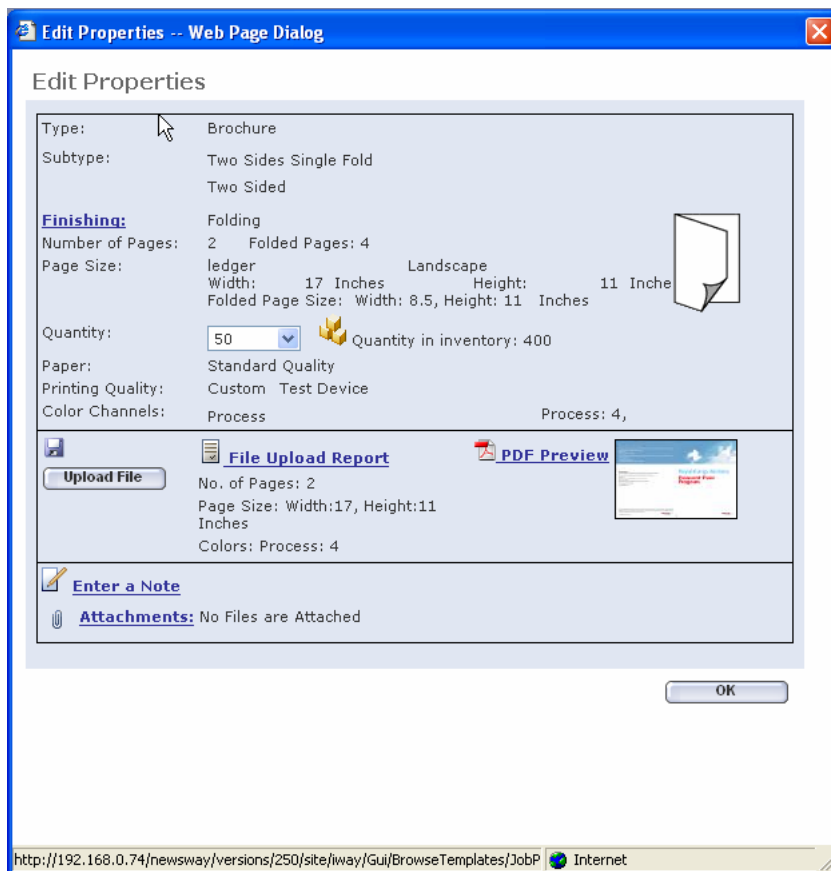 Edit Properties -- Web Page Dialog
Edit Properties
Type: Brochure
Subtype: Two Sides Single Fold
Two Sided
Finishing: Folding
Number of Pages: 2 Folded Pages: 4
Page Size: ledger Landscape
Width: 17 Inches Height: 11 Inche
Folded Page Size: Width: 8.5, Height: 11 Inches
Quantity: 50 Quantity in inventory: 400
Paper: Standard Quality
Printing Quality: Custom Test Device
Color Channels: Process Process: 4,
Upload File File Upload Report PDF Preview
No. of Pages: 2
Page Size: Width:17, Height:11
Inches
Colors: Process: 4
Enter a Note
Attachments: No Files are Attached
OK
http://192.168.0.74/newsway/versions/250/site/iway/Gui/BrowseTemplates/JobP Internet